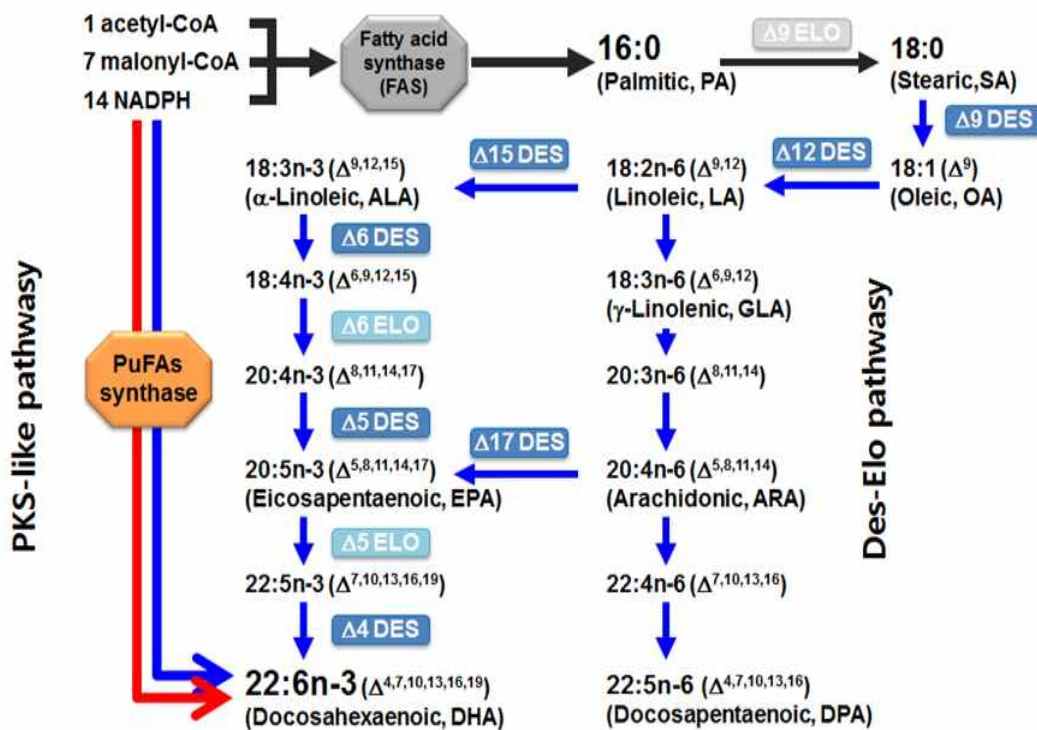 1 acetyl-CoA
7 malonyl-CoA
14 NADPH
Fatty acid
synthase
(FAS)
16:0
(Palmitic, PA)
Δ9 ELO
18:0
(Stearic,SA)
Δ9 DES
18:1 (Δ⁹)
(Oleic, OA)
Δ12 DES
18:2n-6 (Δ⁹,¹²)
(Linoleic, LA)
Δ15 DES
18:3n-3 (Δ⁹,¹²,¹⁵)
(α-Linoleic, ALA)
Δ6 DES
18:4n-3 (Δ⁶,⁹,¹²,¹⁵)
Δ6 ELO
20:4n-3 (Δ⁸,¹¹,¹⁴,¹⁷)
Δ5 DES
20:5n-3 (Δ⁵,⁸,¹¹,¹⁴,¹⁷)
(Eicosapentaenoic, EPA)
Δ5 ELO
22:5n-3 (Δ⁷,¹⁰,¹³,¹⁶,¹⁹)
Δ4 DES
22:6n-3 (Δ⁴,⁷,¹⁰,¹³,¹⁶,¹⁹)
(Docosahexaenoic, DHA)
18:3n-6 (Δ⁶,⁹,¹²)
(γ-Linolenic, GLA)
20:3n-6 (Δ⁸,¹¹,¹⁴)
Δ17 DES
20:4n-6 (Δ⁵,⁸,¹¹,¹⁴)
(Arachidonic, ARA)
22:4n-6 (Δ⁷,¹⁰,¹³,¹⁶)
22:5n-6 (Δ⁴,⁷,¹⁰,¹³,¹⁶)
(Docosapentaenoic, DPA)
PKS-like pathwasy
PuFAs
synthase
Des-Elo pathwasy